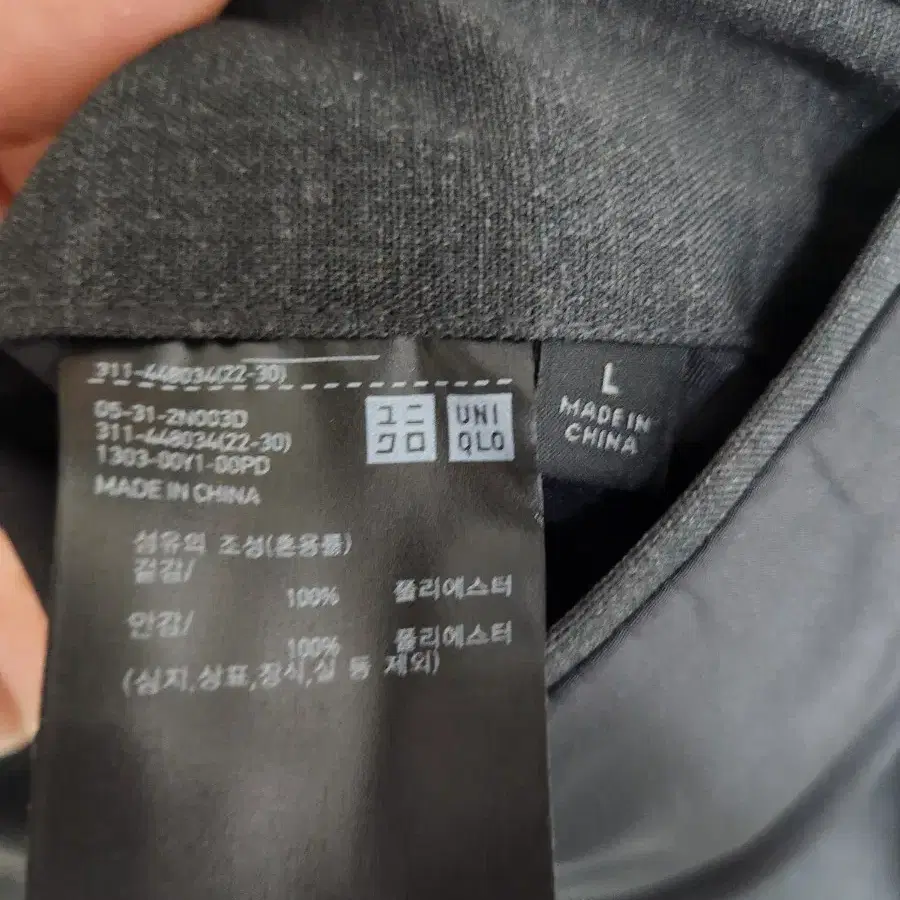 311-448034(22-30)
05-31-2N003D
311-448034(22-30)
1303-00Y1-00PD
MADE IN CHINA
ユニ
クロ
UNI
QLO
L
MADE IN
CHINA
섬유의 조성(혼용률)
겉감/
100% 폴리에스터
안감/
100% 폴리에스터
(심지,상표,장식,실 등 제외)